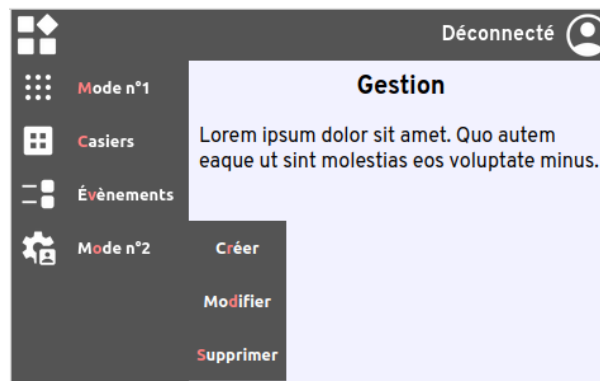 Déconnecté
Mode n°1
Gestion
Casiers
Lorem ipsum dolor sit amet. Quo autem
eaque ut sint molestias eos voluptate minus.
Évènements
Mode n°2
Créer
Modifier
Supprimer